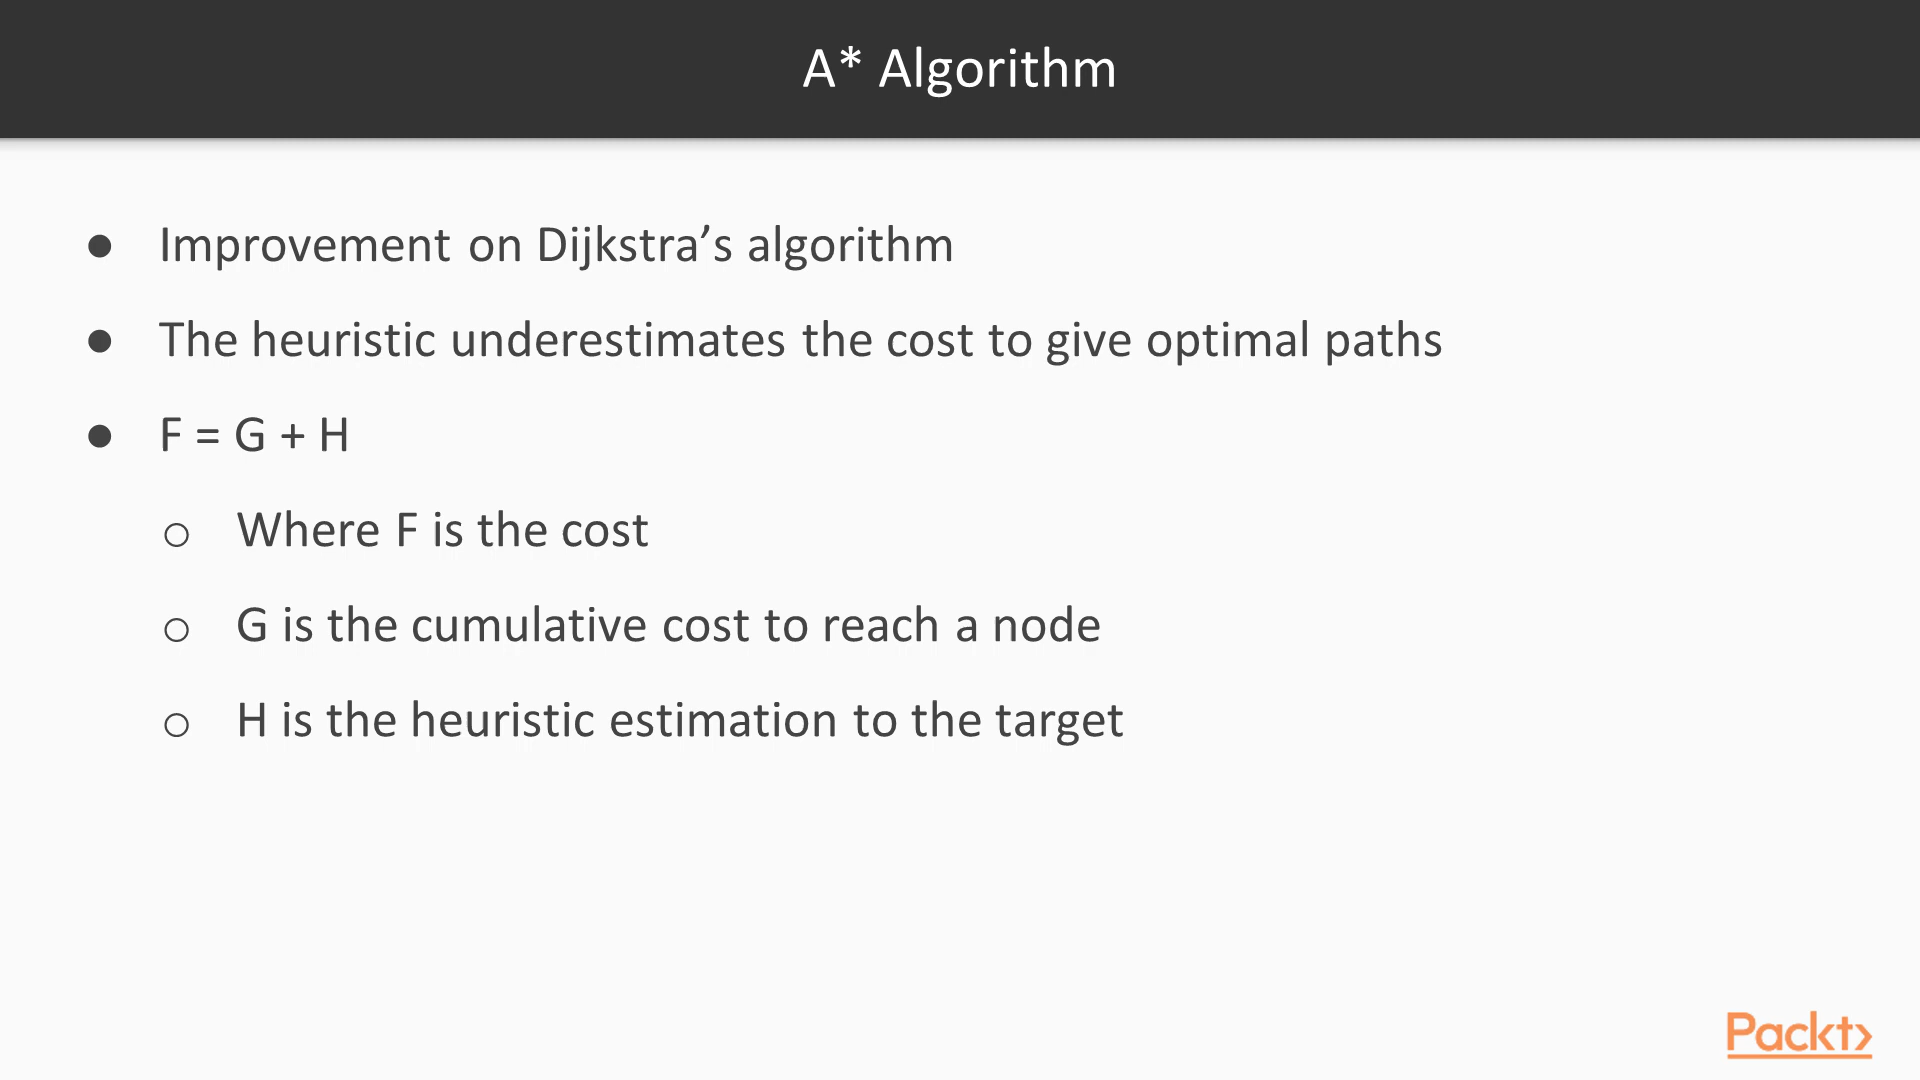 A* Algorithm
● Improvement on Dijkstra’s algorithm
● The heuristic underestimates the cost to give optimal paths
● F = G + H
○ Where F is the cost
○ G is the cumulative cost to reach a node
○ H is the heuristic estimation to the target
Packt>